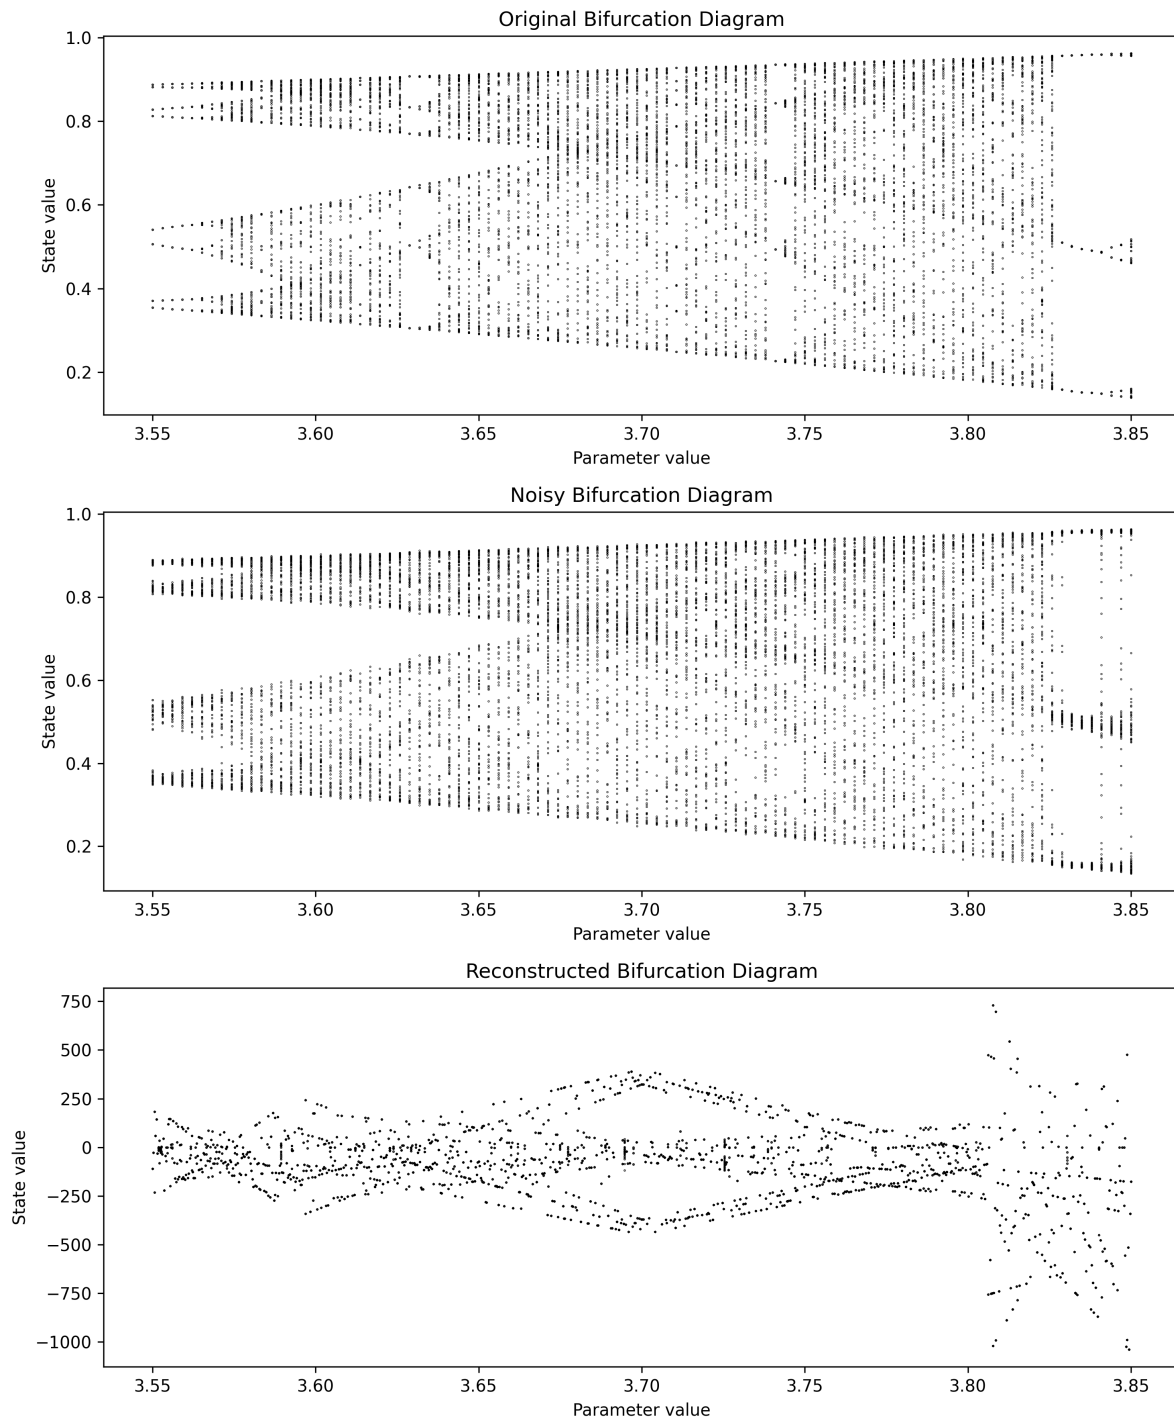 Original Bifurcation Diagram
1.0
0.8
0.6
0.4
0.2
State value
3.55 3.60 3.65 3.70 3.75 3.80 3.85
Parameter value
Noisy Bifurcation Diagram
1.0
0.8
0.6
0.4
0.2
State value
3.55 3.60 3.65 3.70 3.75 3.80 3.85
Parameter value
Reconstructed Bifurcation Diagram
750
500
250
0
−250
−500
−750
−1000
State value
3.55 3.60 3.65 3.70 3.75 3.80 3.85
Parameter value